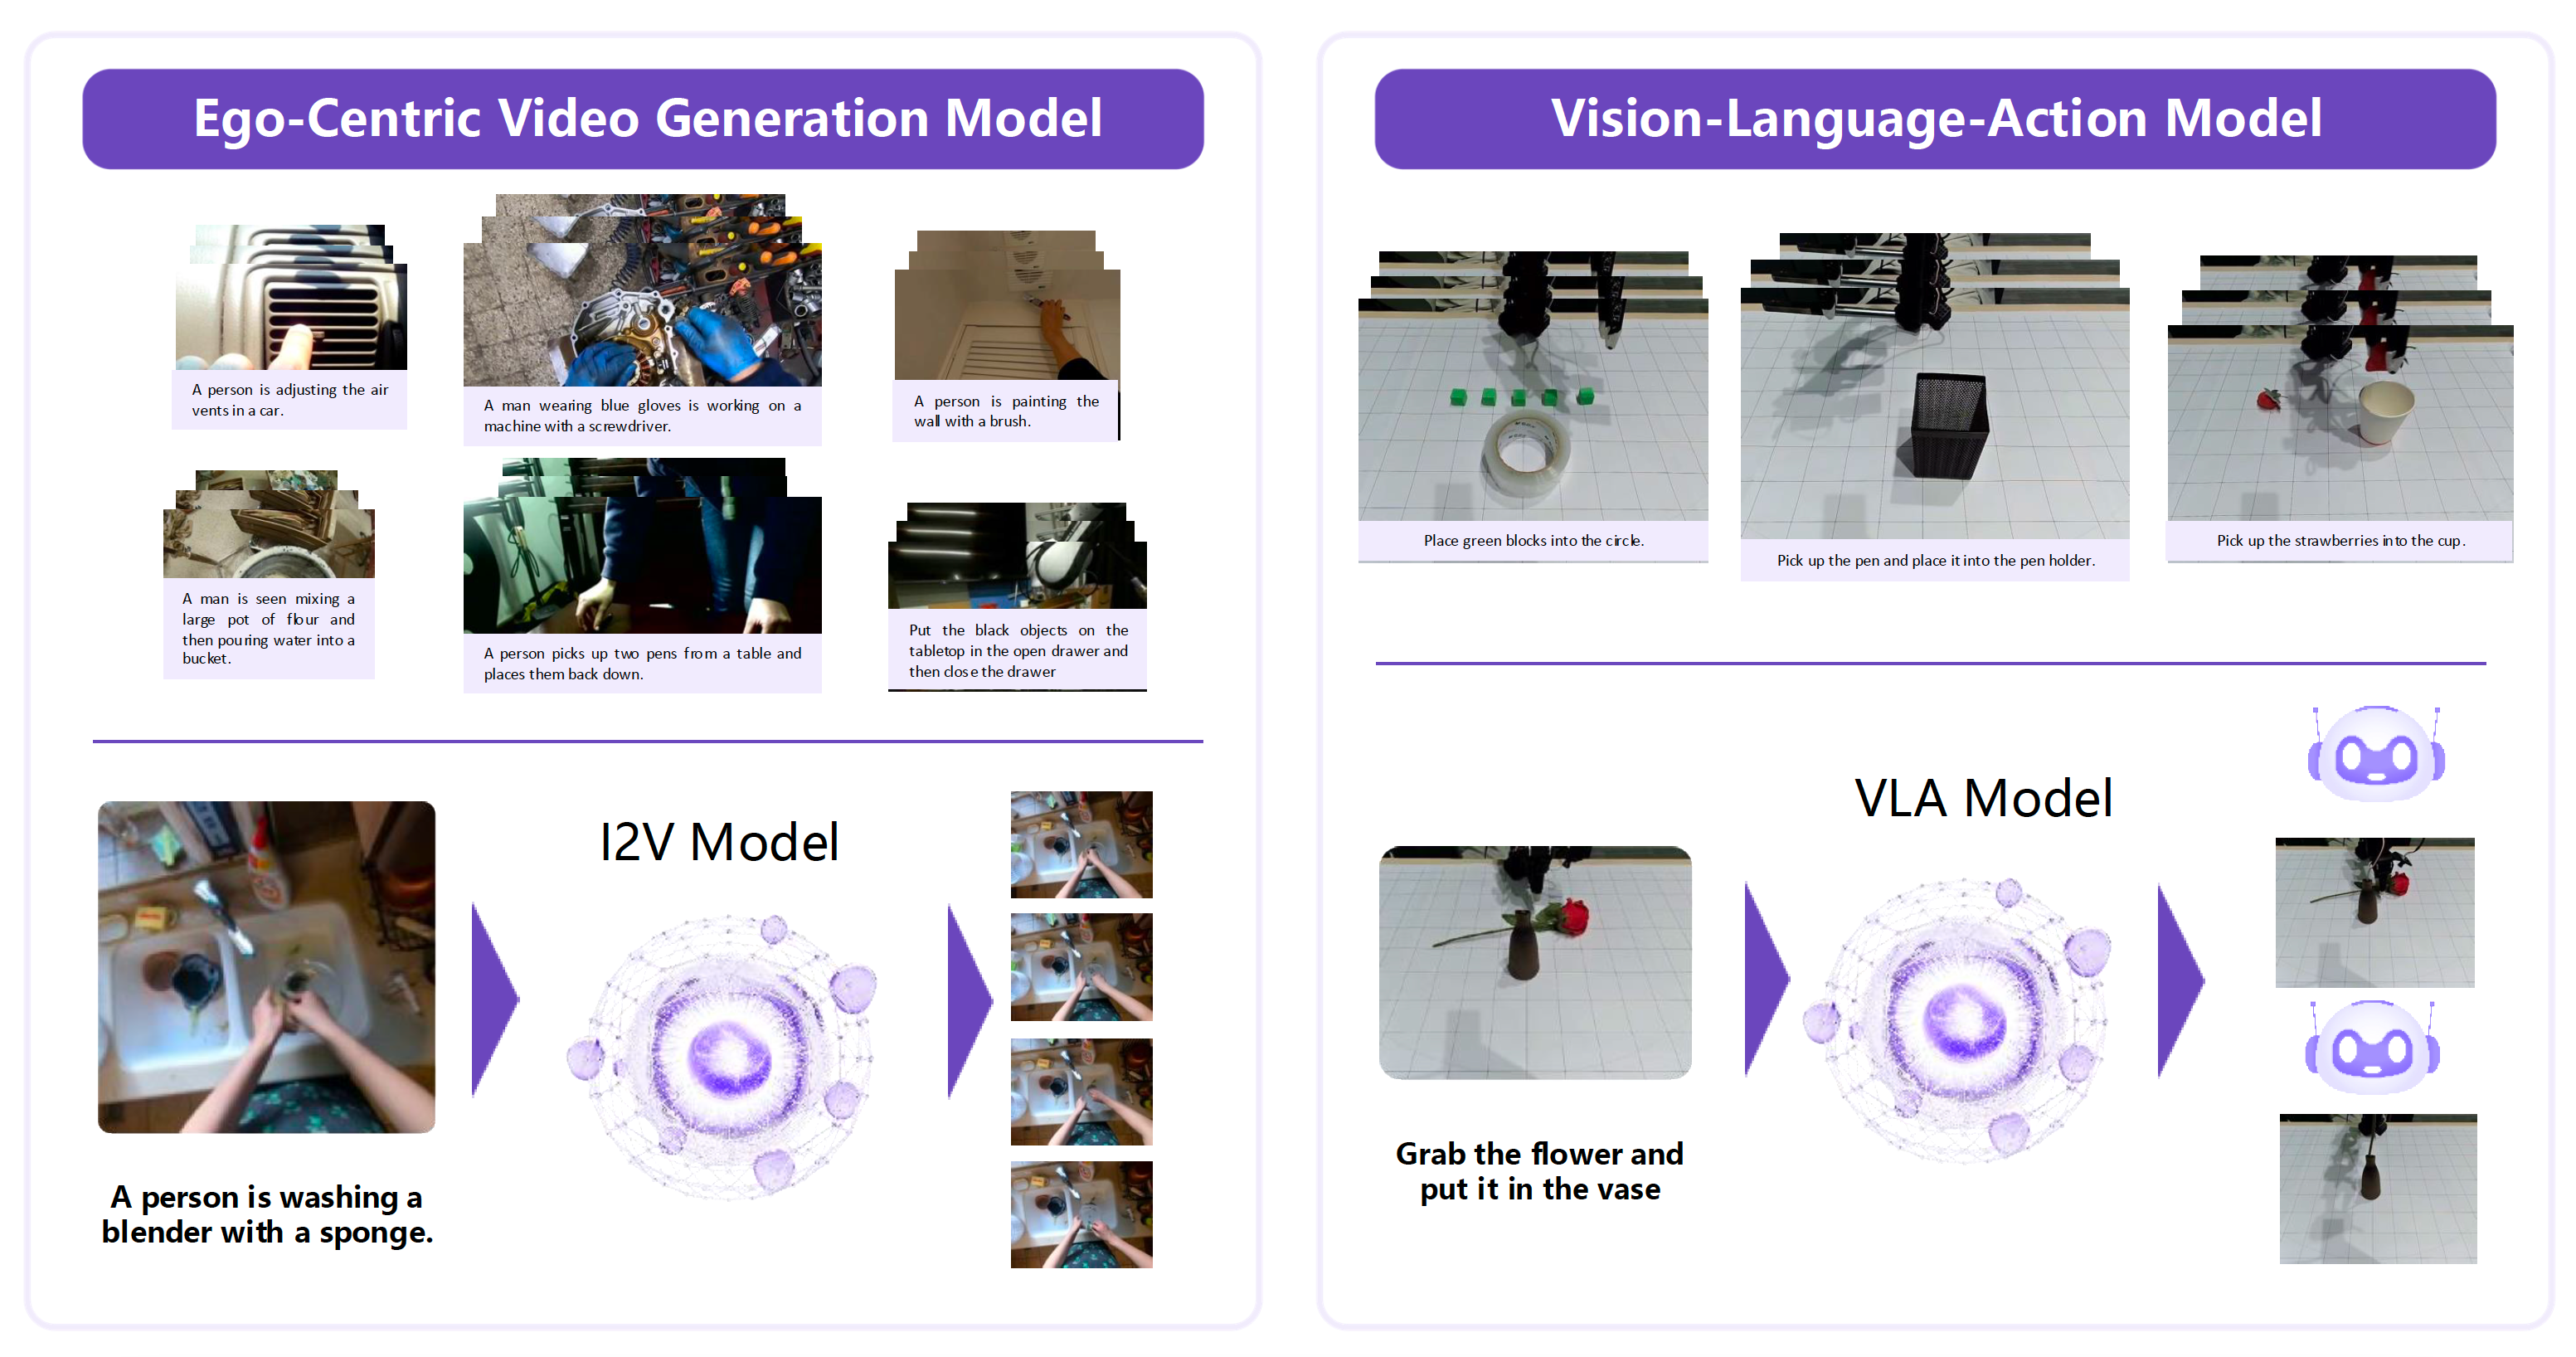 Ego-Centric Video Generation Model
A person is adjusting the air
vents in a car.
A man wearing blue gloves is working on a
machine with a screwdriver.
A person is painting the
wall with a brush.
A man is seen mixing a
large pot of flour and
then pouring water into a
bucket.
A person picks up two pens from a table and
places them back down.
Put the black objects on the
tabletop in the open drawer and
then close the drawer
I2V Model
A person is washing a
blender with a sponge.
Vision-Language-Action Model
Place green blocks into the circle.
Pick up the pen and place it into the pen holder.
Pick up the strawberries into the cup.
VLA Model
Grab the flower and
put it in the vase